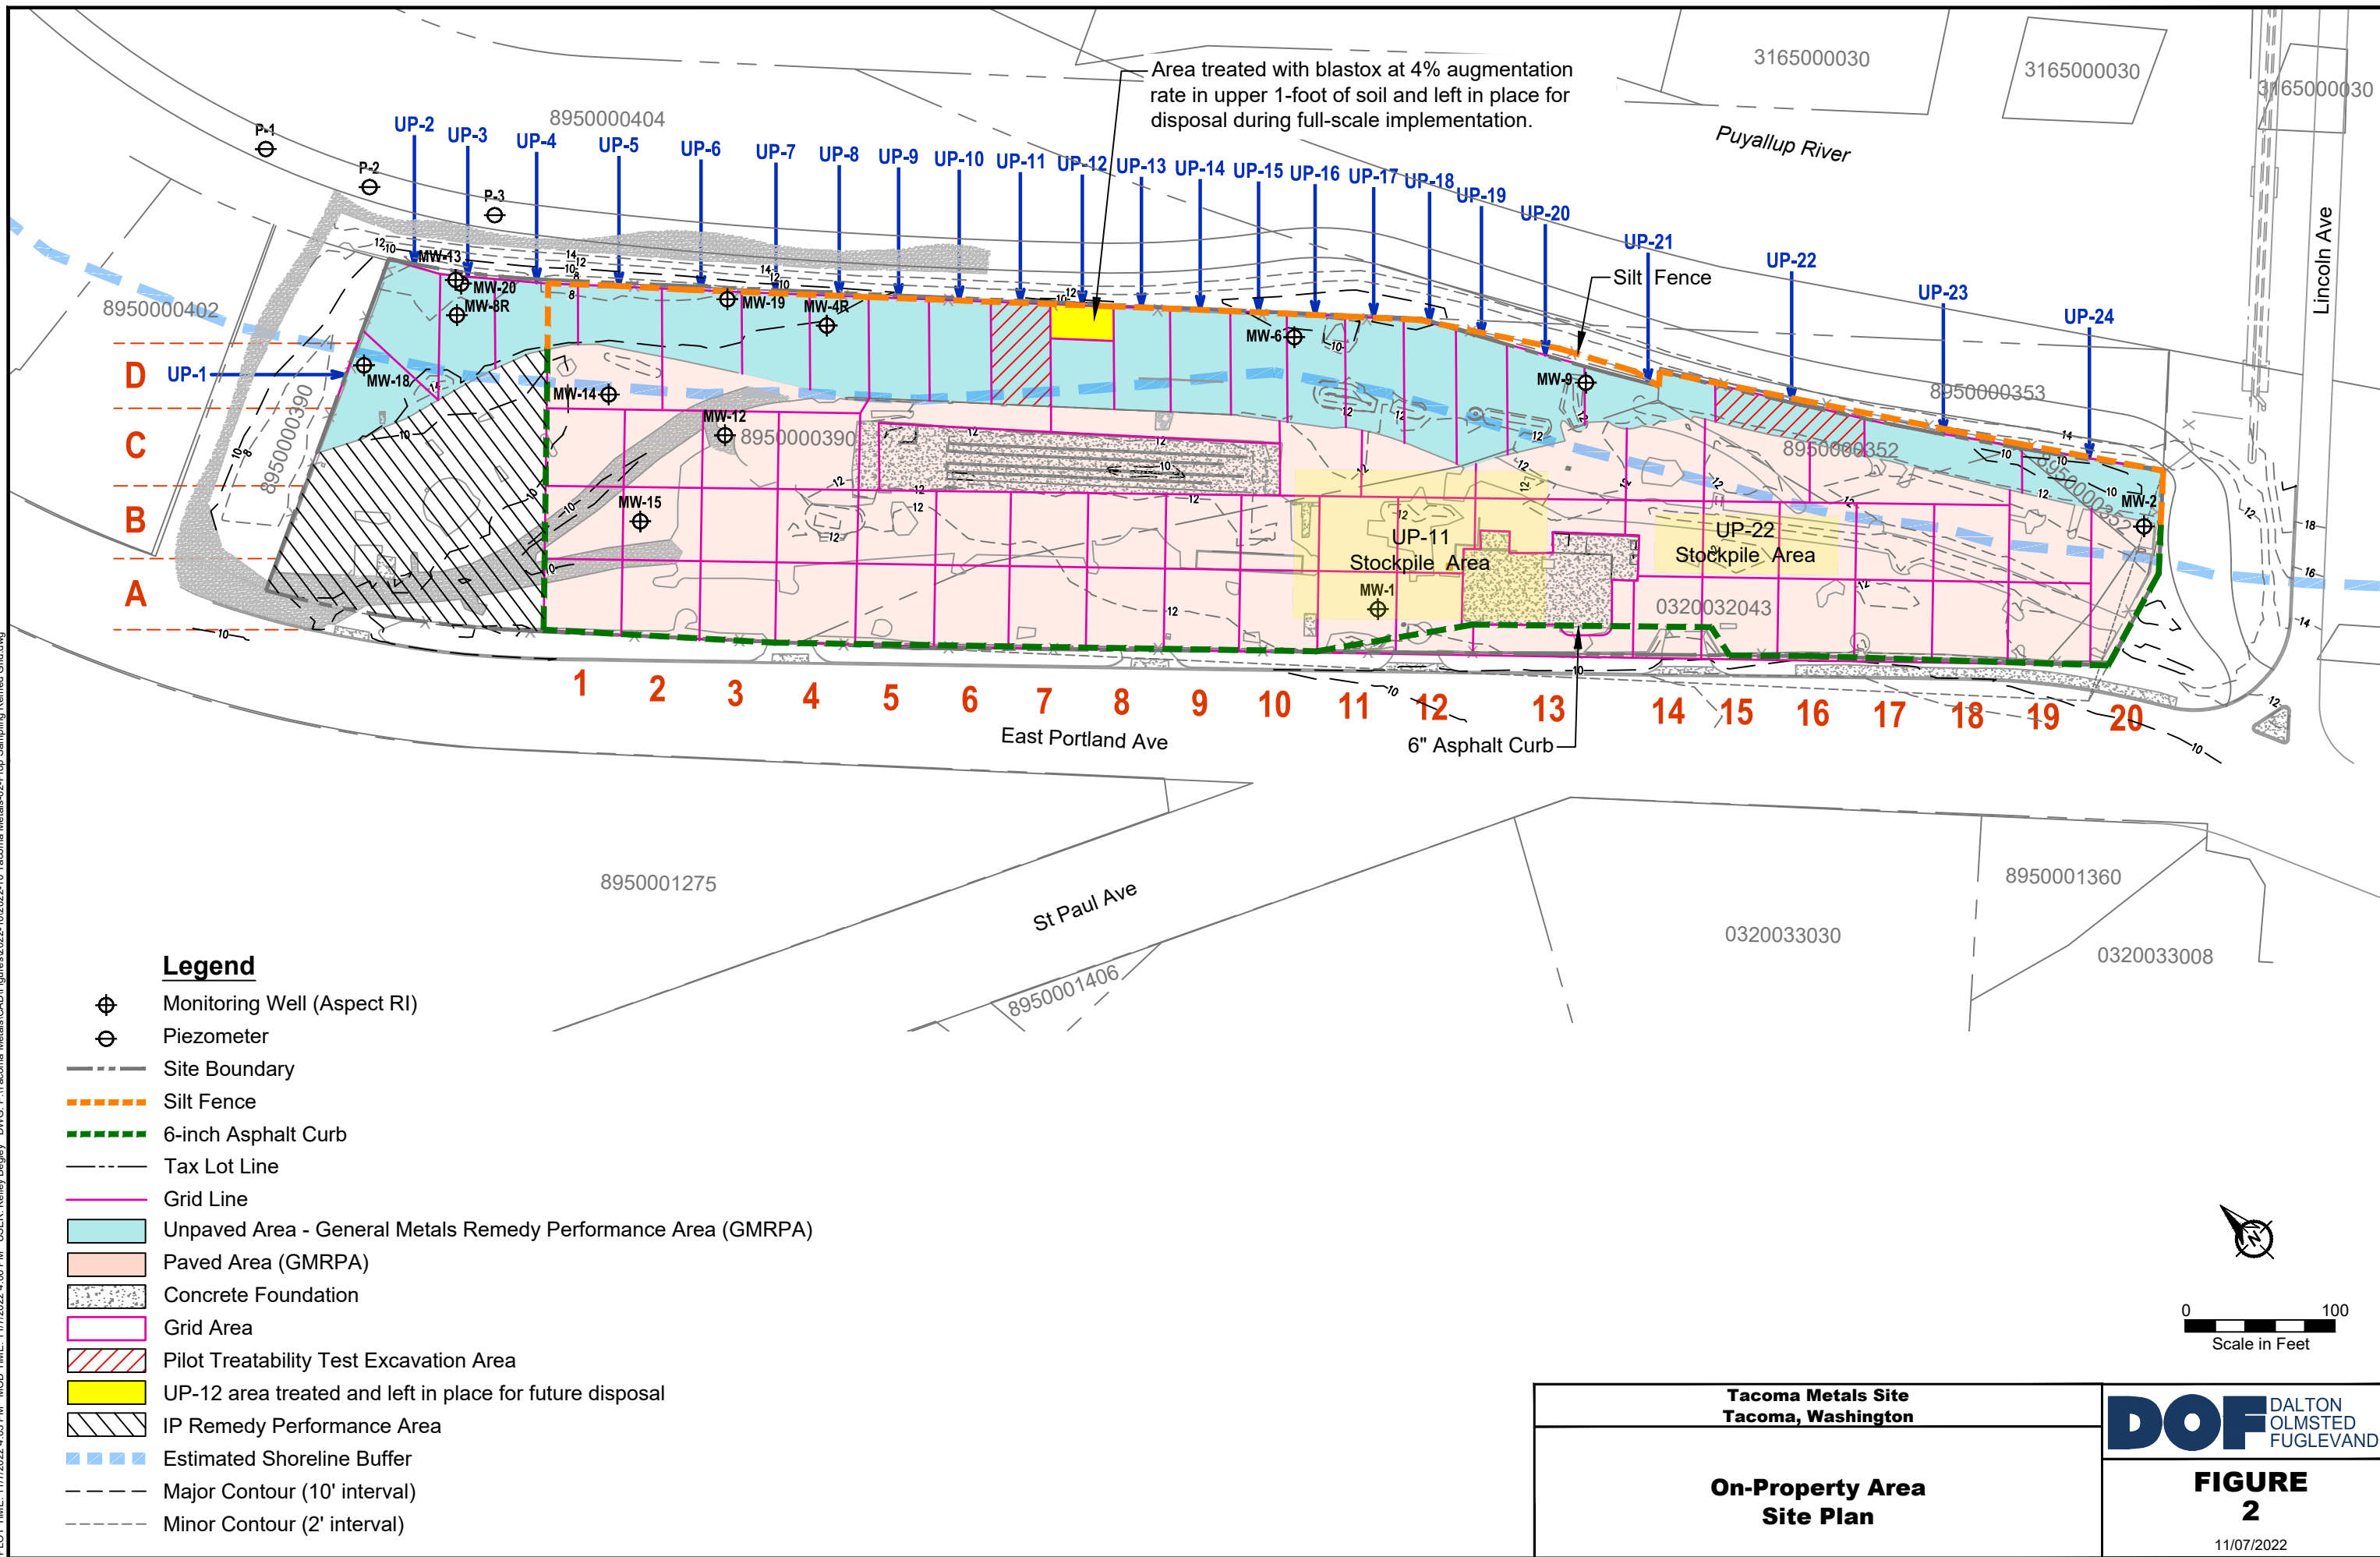 Area treated with blastox at 4% augmentation
rate in upper 1-foot of soil and left in place for
disposal during full-scale implementation.
3165000030
3165000030
3165000030
Puyallup River
Lincoln Ave
8950000404
P-1
P-2
P-3
UP-2
UP-3
UP-4
UP-5
UP-6
UP-7
UP-8
UP-9
UP-10
UP-11
UP-12
UP-13
UP-14
UP-15
UP-16
UP-17
UP-18
UP-19
UP-20
UP-21
UP-22
UP-23
UP-24
Silt Fence
8950000402
8950000390
UP-1
D
C
B
A
MW-13
MW-20
MW-8R
MW-18
MW-19
MW-4R
MW-6
MW-9
MW-14
MW-12
8950000390
MW-15
8950000353
8950000352
8950000352
MW-2
UP-11
Stockpile Area
UP-22
Stockpile Area
MW-1
0320032043
1
2
3
4
5
6
7
8
9
10
11
12
13
14
15
16
17
18
19
20
East Portland Ave
6" Asphalt Curb
8950001275
St Paul Ave
8950001406
0320033030
8950001360
0320033008
Legend
Monitoring Well (Aspect RI)
Piezometer
Site Boundary
Silt Fence
6-inch Asphalt Curb
Tax Lot Line
Grid Line
Unpaved Area - General Metals Remedy Performance Area (GMRPA)
Paved Area (GMRPA)
Concrete Foundation
Grid Area
Pilot Treatability Test Excavation Area
UP-12 area treated and left in place for future disposal
IP Remedy Performance Area
Estimated Shoreline Buffer
Major Contour (10' interval)
Minor Contour (2' interval)
N
0 100
Scale in Feet
Tacoma Metals Site
Tacoma, Washington
On-Property Area
Site Plan
DOF
DALTON
OLMSTED
FUGLEVAND
FIGURE
2
11/07/2022